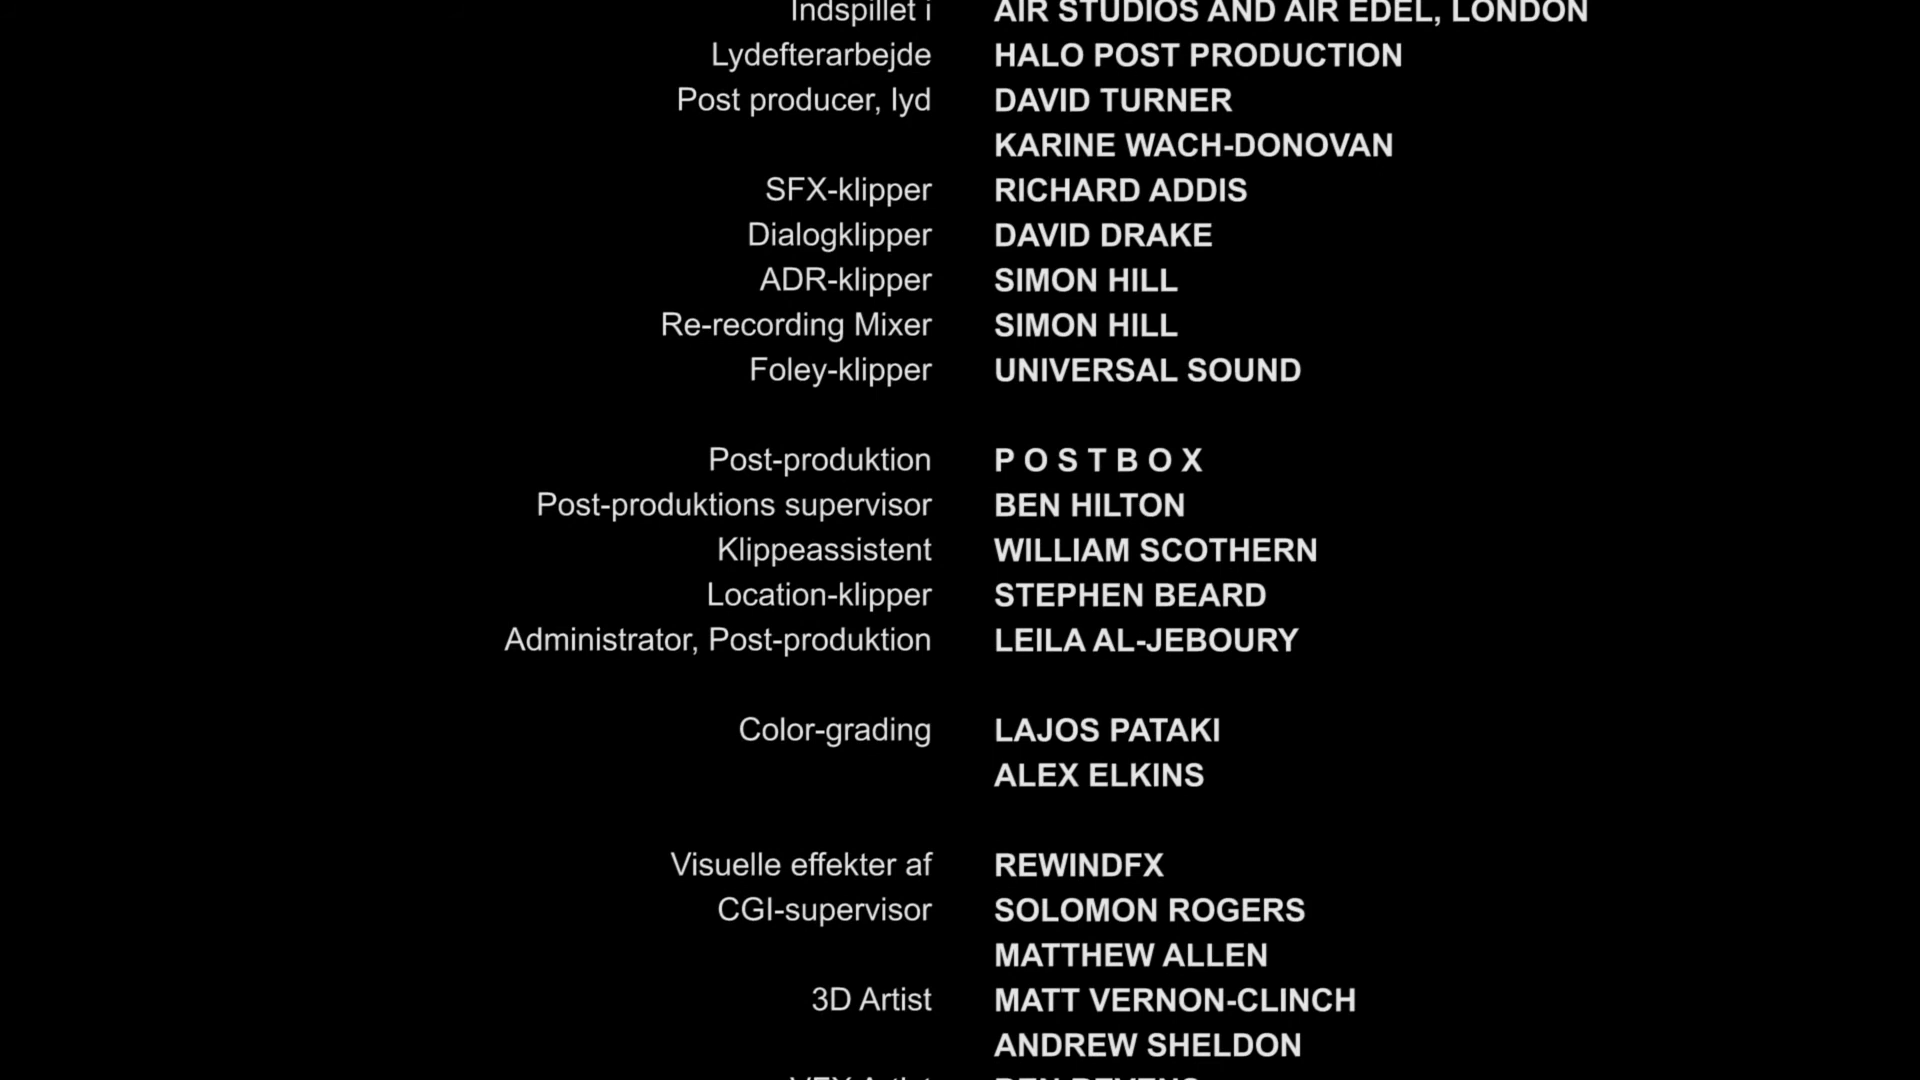 Indspillet i AIR STUDIOS AND AIR EDEL, LONDON
Lydefterarbejde HALO POST PRODUCTION
Post producer, lyd DAVID TURNER
KARINE WACH-DONOVAN
SFX-klipper RICHARD ADDIS
Dialogklipper DAVID DRAKE
ADR-klipper SIMON HILL
Re-recording Mixer SIMON HILL
Foley-klipper UNIVERSAL SOUND
Post-produktion P O S T B O X
Post-produktions supervisor BEN HILTON
Klippeassistent WILLIAM SCOTHERN
Location-klipper STEPHEN BEARD
Administrator, Post-produktion LEILA AL-JEBOURY
Color-grading LAJOS PATAKI
ALEX ELKINS
Visuelle effekter af REWINDFX
CGI-supervisor SOLOMON ROGERS
MATTHEW ALLEN
3D Artist MATT VERNON-CLINCH
ANDREW SHELDON